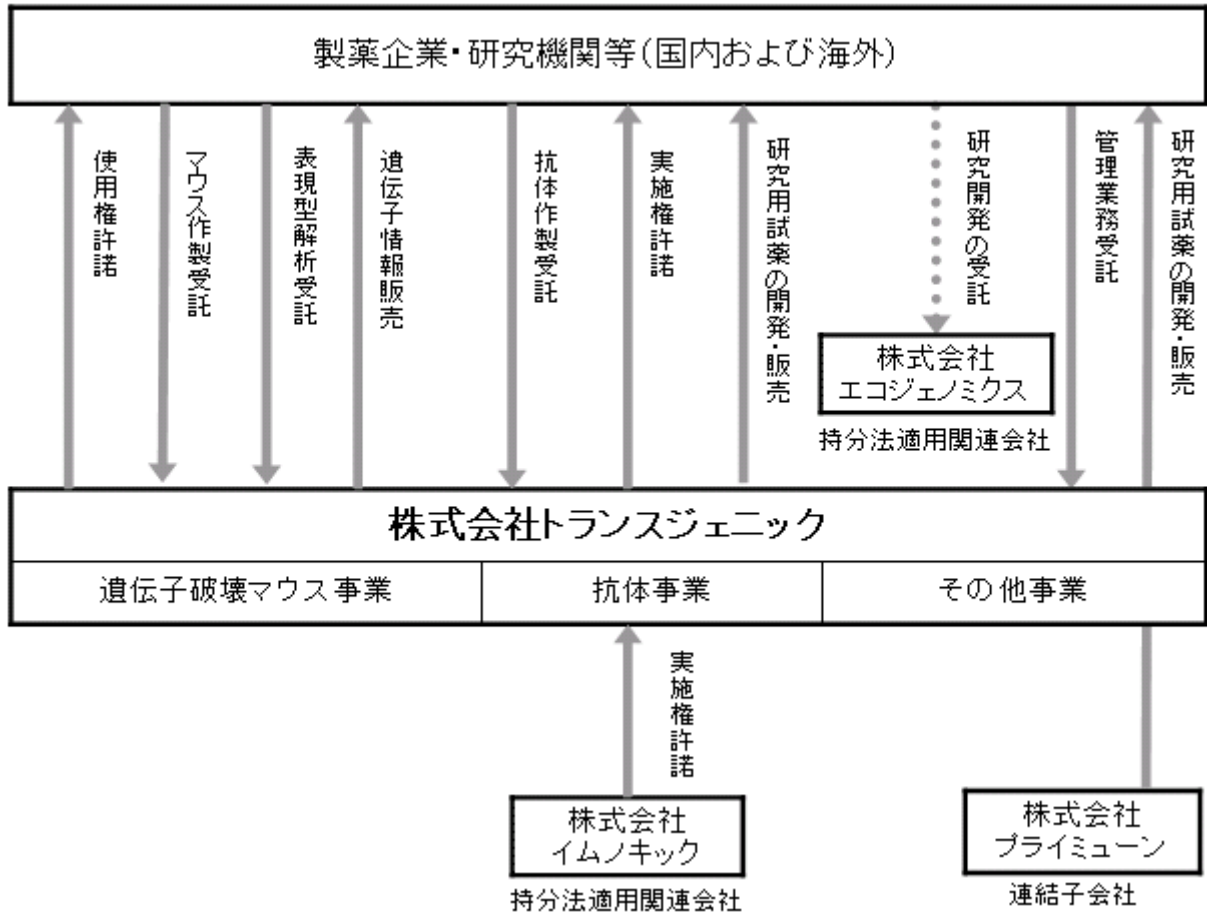 製薬企業・研究機関等(国内および海外)
使用権許諾
マウス作製受託
表現型解析受託
遺伝子情報販売
抗体作製受託
実施権許諾
研究用試薬の開発・販売
研究開発の受託
管理業務受託
研究用試薬の開発・販売
株式会社
エコジェノミクス
持分法適用関連会社
株式会社トランスジェニック
遺伝子破壊マウス事業
抗体事業
その他事業
実施権許諾
株式会社
イムノキック
持分法適用関連会社
株式会社
プライミューン
連結子会社